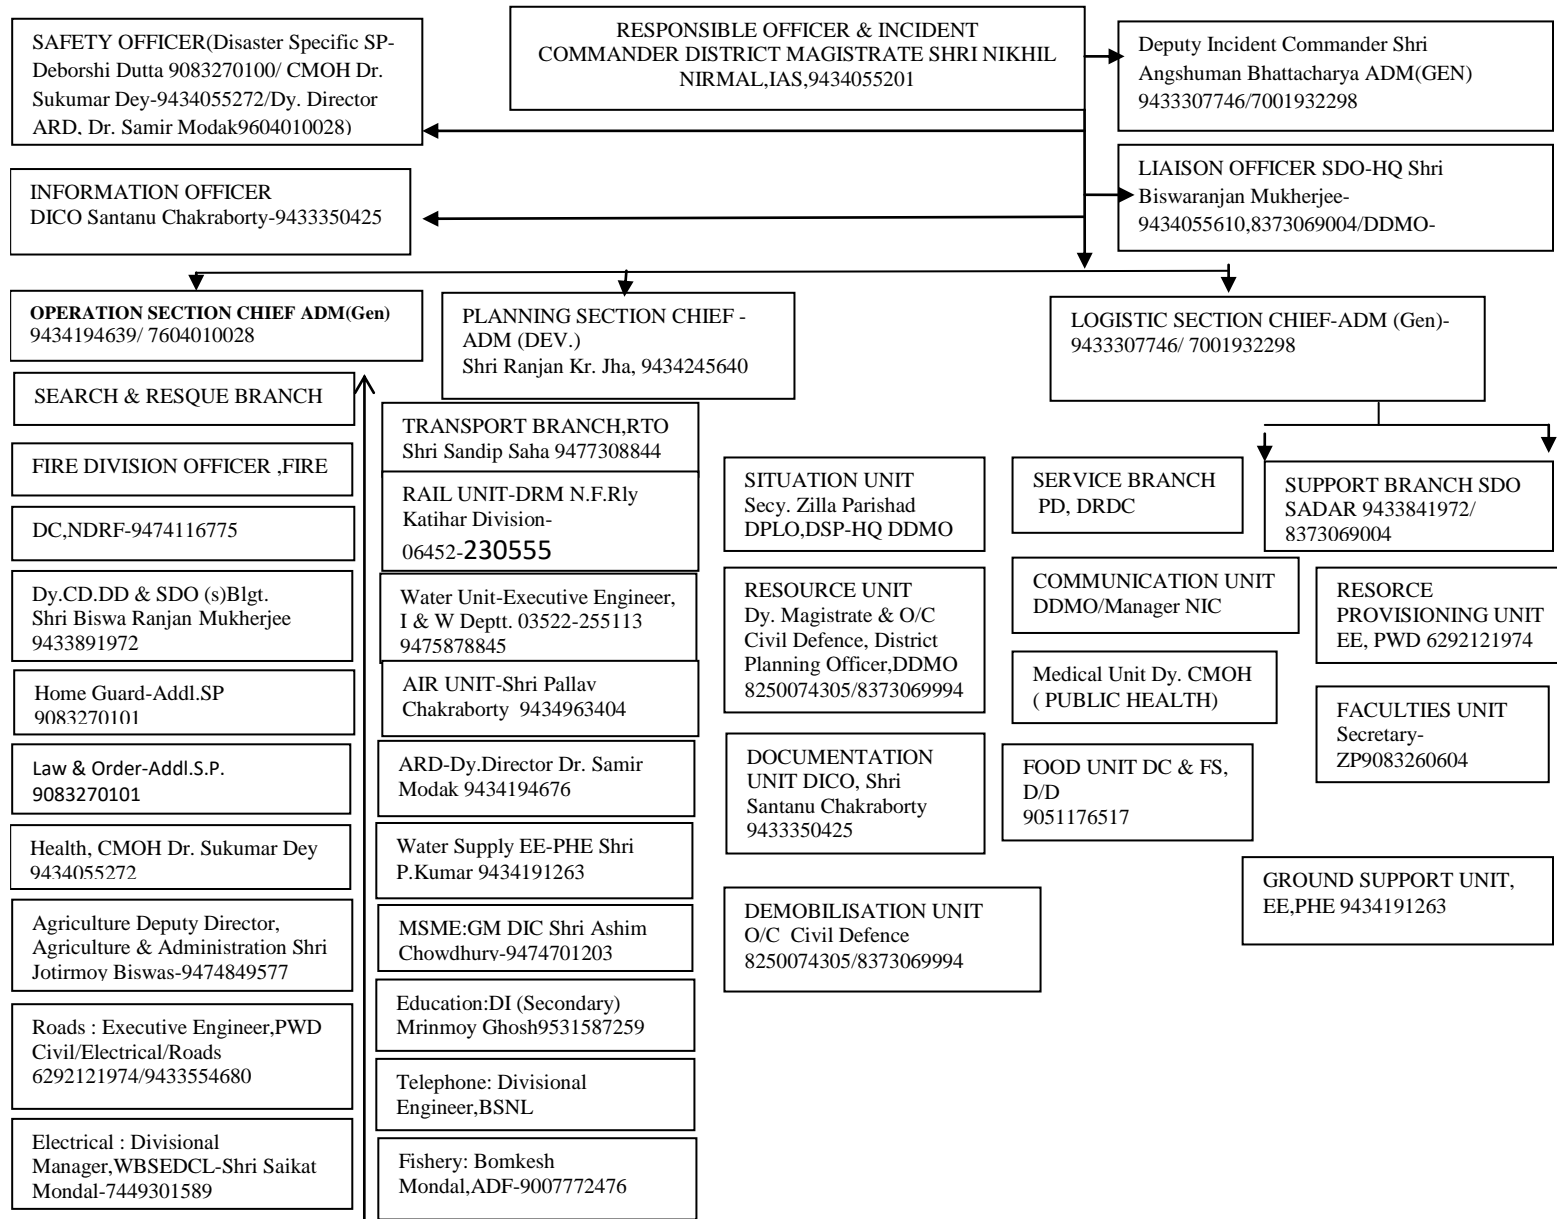 RESPONSIBLE OFFICER & INCIDENT
COMMANDER DISTRICT MAGISTRATE SHRI NIKHIL
NIRMAL,IAS,9434055201
SAFETY OFFICER(Disaster Specific SP-
Deborshi Dutta 9083270100/ CMOH Dr.
Sukumar Dey-9434055272/Dy. Director
ARD, Dr. Samir Modak9604010028)
Deputy Incident Commander Shri
Angshuman Bhattacharya ADM(GEN)
9433307746/7001932298
INFORMATION OFFICER
DICO Santanu Chakraborty-9433350425
LIAISON OFFICER SDO-HQ Shri
Biswaranjan Mukherjee-
9434055610,8373069004/DDMO-
OPERATION SECTION CHIEF ADM(Gen)
9434194639/ 7604010028
PLANNING SECTION CHIEF -
ADM (DEV.)
Shri Ranjan Kr. Jha, 9434245640
LOGISTIC SECTION CHIEF-ADM (Gen)-
9433307746/ 7001932298
SEARCH & RESQUE BRANCH
FIRE DIVISION OFFICER ,FIRE
DC,NDRF-9474116775
Dy.CD.DD & SDO (s)Blgt.
Shri Biswa Ranjan Mukherjee
9433891972
Home Guard-Addl.SP
9083270101
Law & Order-Addl.S.P.
9083270101
Health, CMOH Dr. Sukumar Dey
9434055272
Agriculture Deputy Director,
Agriculture & Administration Shri
Jotirmoy Biswas-9474849577
Roads : Executive Engineer,PWD
Civil/Electrical/Roads
6292121974/9433554680
Electrical : Divisional
Manager,WBSEDCL-Shri Saikat
Mondal-7449301589
TRANSPORT BRANCH,RTO
Shri Sandip Saha 9477308844
RAIL UNIT-DRM N.F.Rly
Katihar Division-
06452-230555
Water Unit-Executive Engineer,
I & W Deptt. 03522-255113
9475878845
AIR UNIT-Shri Pallav
Chakraborty 9434963404
ARD-Dy.Director Dr. Samir
Modak 9434194676
Water Supply EE-PHE Shri
P.Kumar 9434191263
MSME:GM DIC Shri Ashim
Chowdhury-9474701203
Education:DI (Secondary)
Mrinmoy Ghosh9531587259
Telephone: Divisional
Engineer,BSNL
Fishery: Bomkesh
Mondal,ADF-9007772476
SITUATION UNIT
Secy. Zilla Parishad
DPLO,DSP-HQ DDMO
RESOURCE UNIT
Dy. Magistrate & O/C
Civil Defence, District
Planning Officer,DDMO
8250074305/8373069994
DOCUMENTATION
UNIT DICO, Shri
Santanu Chakraborty
9433350425
DEMOBILISATION UNIT
O/C Civil Defence
8250074305/8373069994
SERVICE BRANCH
PD, DRDC
COMMUNICATION UNIT
DDMO/Manager NIC
Medical Unit Dy. CMOH
( PUBLIC HEALTH)
FOOD UNIT DC & FS,
D/D
9051176517
SUPPORT BRANCH SDO
SADAR 9433841972/
8373069004
RESORCE
PROVISIONING UNIT
EE, PWD 6292121974
FACULTIES UNIT
Secretary-
ZP9083260604
GROUND SUPPORT UNIT,
EE,PHE 9434191263